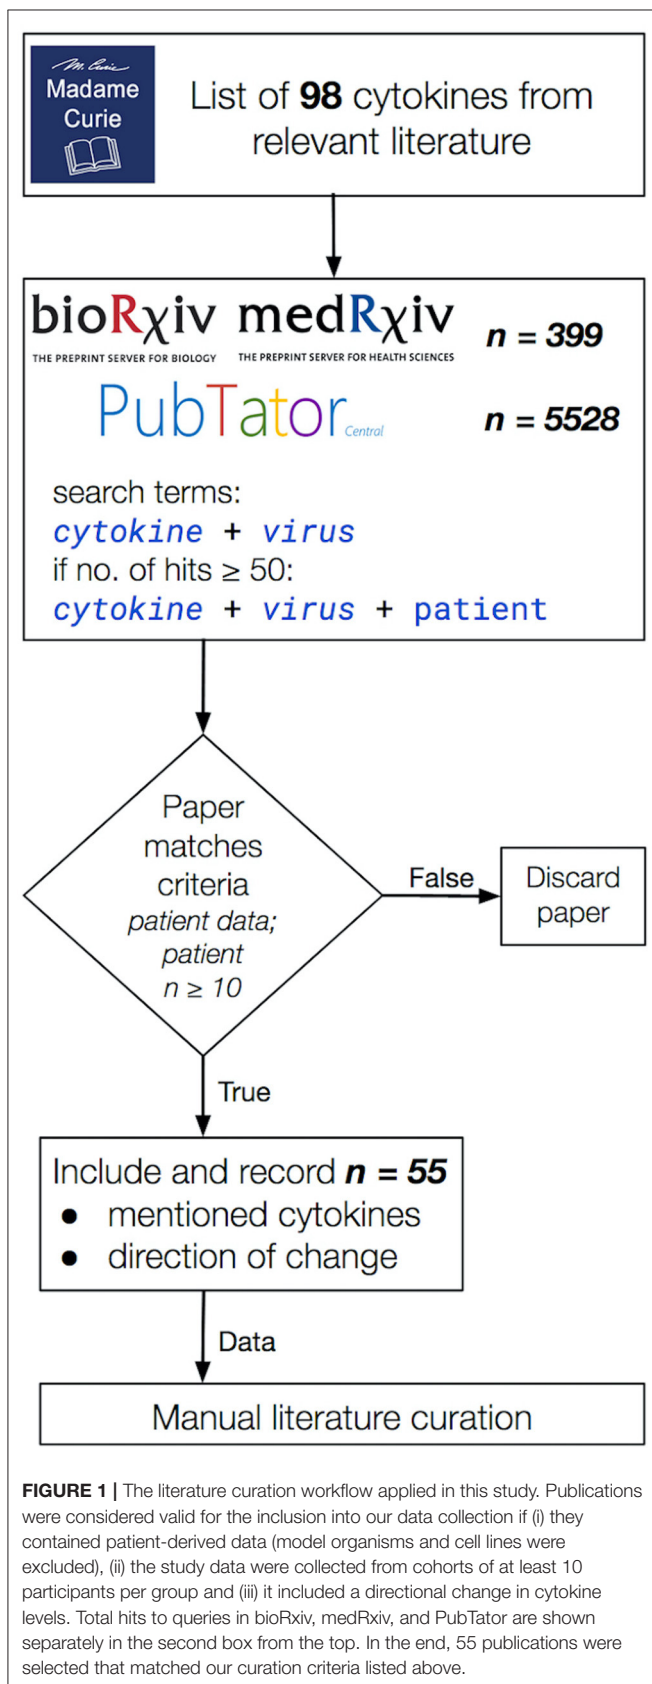 M. Curie
Madame
Curie
List of 98 cytokines from
relevant literature
bioRχiv
THE PREPRINT SERVER FOR BIOLOGY
medRχiv
THE PREPRINT SERVER FOR HEALTH SCIENCES
n = 399
PubTator Central
n = 5528
search terms:
cytokine + virus
if no. of hits ≥ 50:
cytokine + virus + patient
Paper
matches
criteria
patient data;
patient
n ≥ 10
False
Discard
paper
True
Include and record n = 55
● mentioned cytokines
● direction of change
Data
Manual literature curation
FIGURE 1 | The literature curation workflow applied in this study. Publications
were considered valid for the inclusion into our data collection if (i) they
contained patient-derived data (model organisms and cell lines were
excluded), (ii) the study data were collected from cohorts of at least 10
participants per group and (iii) it included a directional change in cytokine
levels. Total hits to queries in bioRxiv, medRxiv, and PubTator are shown
separately in the second box from the top. In the end, 55 publications were
selected that matched our curation criteria listed above.